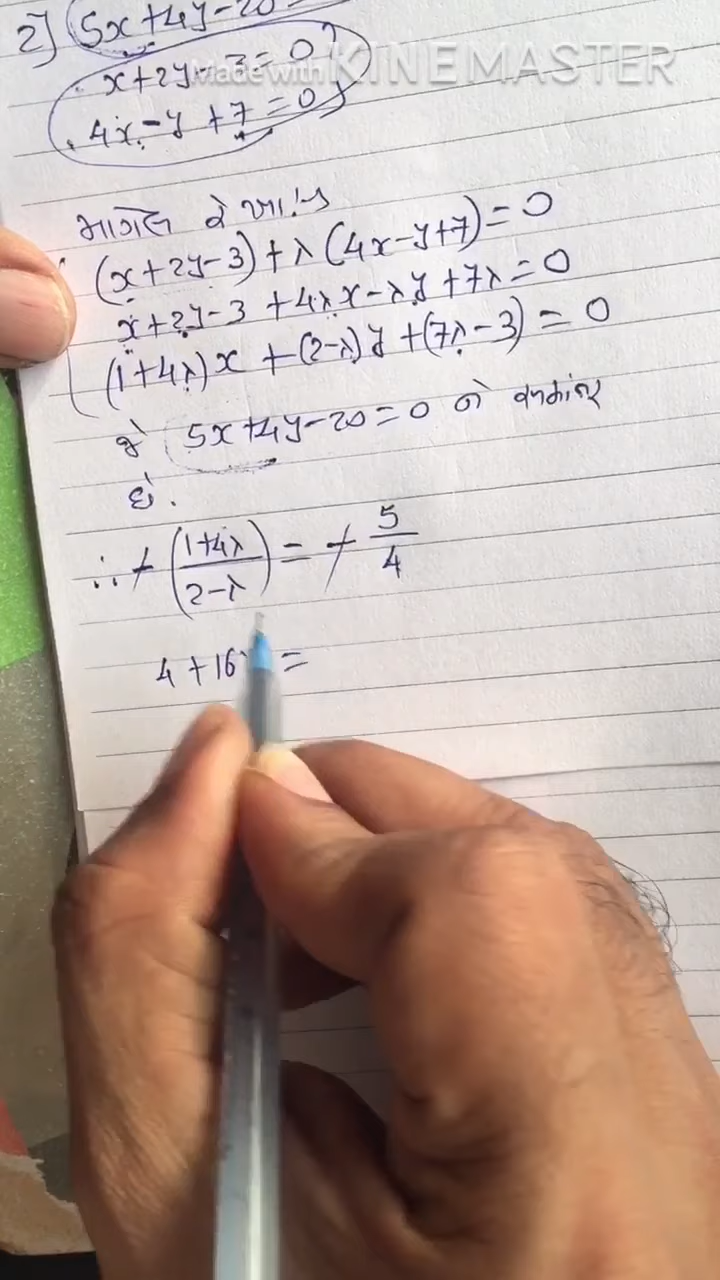 2] 5x+4y-20
x+2y-3=0
Made with KINEMASTER
4x-y+7=0
માગેલ રેખાનું
(x+2y-3)+λ(4x-y+7)=0
x+2y-3+4λx-λy+7λ=0
(1+4λ)x+(2-λ)y+(7λ-3)=0
જે 5x+4y-20=0 ને સમાંતર
છે.
∴ -((1+4λ)/(2-λ)) = -5/4
4+16λ =